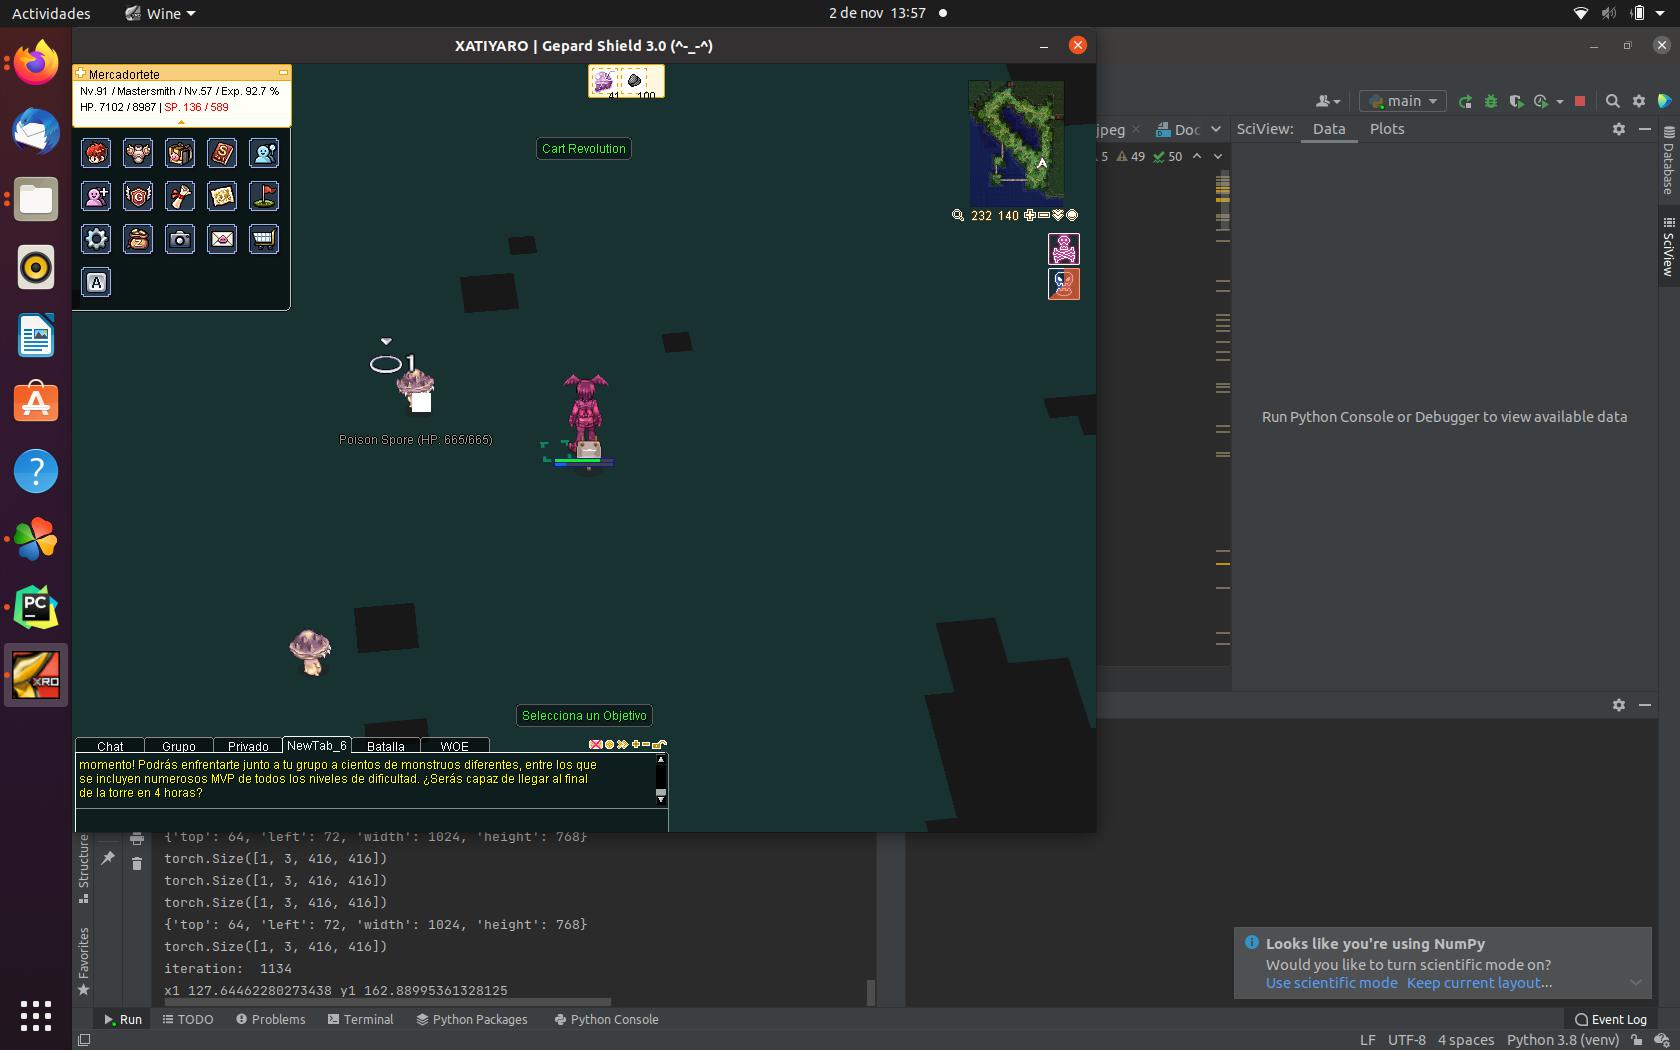 Actividades
Wine
2 de nov 13:57
XATIYARO | Gepard Shield 3.0 (^-_-^)
Mercadortete
Nv.91 / Mastersmith / Nv.57 / Exp. 92.7 %
HP. 7102 / 8987 | SP. 136 / 589
41
100
Cart Revolution
232 140
A
1
Poison Spore (HP: 665/665)
Selecciona un Objetivo
Chat
Grupo
Privado
NewTab_6
Batalla
WOE
momento! Podrás enfrentarte junto a tu grupo a cientos de monstruos diferentes, entre los que
se incluyen numerosos MVP de todos los niveles de dificultad. ¿Serás capaz de llegar al final
de la torre en 4 horas?
main
jpeg
Doc
SciView:
Data
Plots
5
49
50
Database
SciView
Run Python Console or Debugger to view available data
PC
XRO
Structure
Favorites
{'top': 64, 'left': 72, 'width': 1024, 'height': 768}
torch.Size([1, 3, 416, 416])
torch.Size([1, 3, 416, 416])
torch.Size([1, 3, 416, 416])
{'top': 64, 'left': 72, 'width': 1024, 'height': 768}
torch.Size([1, 3, 416, 416])
iteration: 1134
x1 127.64462280273438 y1 162.88995361328125
Looks like you're using NumPy
Would you like to turn scientific mode on?
Use scientific mode
Keep current layout...
Run
TODO
Problems
Terminal
Python Packages
Python Console
Event Log
LF
UTF-8
4 spaces
Python 3.8 (venv)